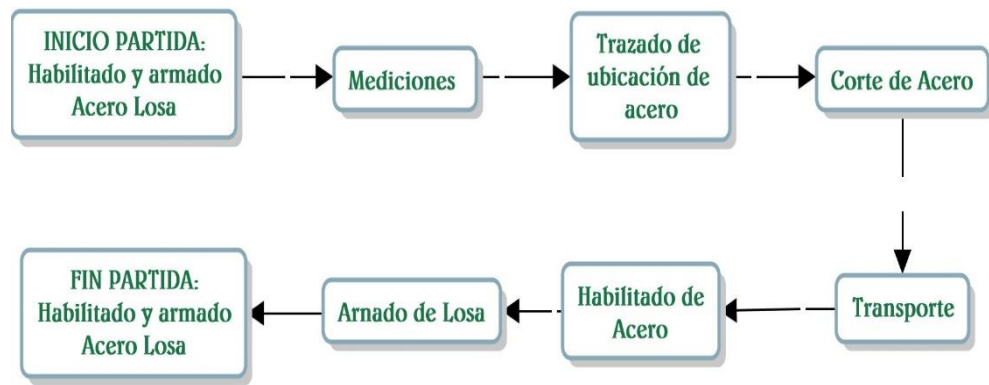 INICIO PARTIDA:
Habilitado y armado
Acero Losa
Mediciones
Trazado de
ubicación de
acero
Corte de Acero
Transporte
Habilitado de
Acero
Arnado de Losa
FIN PARTIDA:
Habilitado y armado
Acero Losa